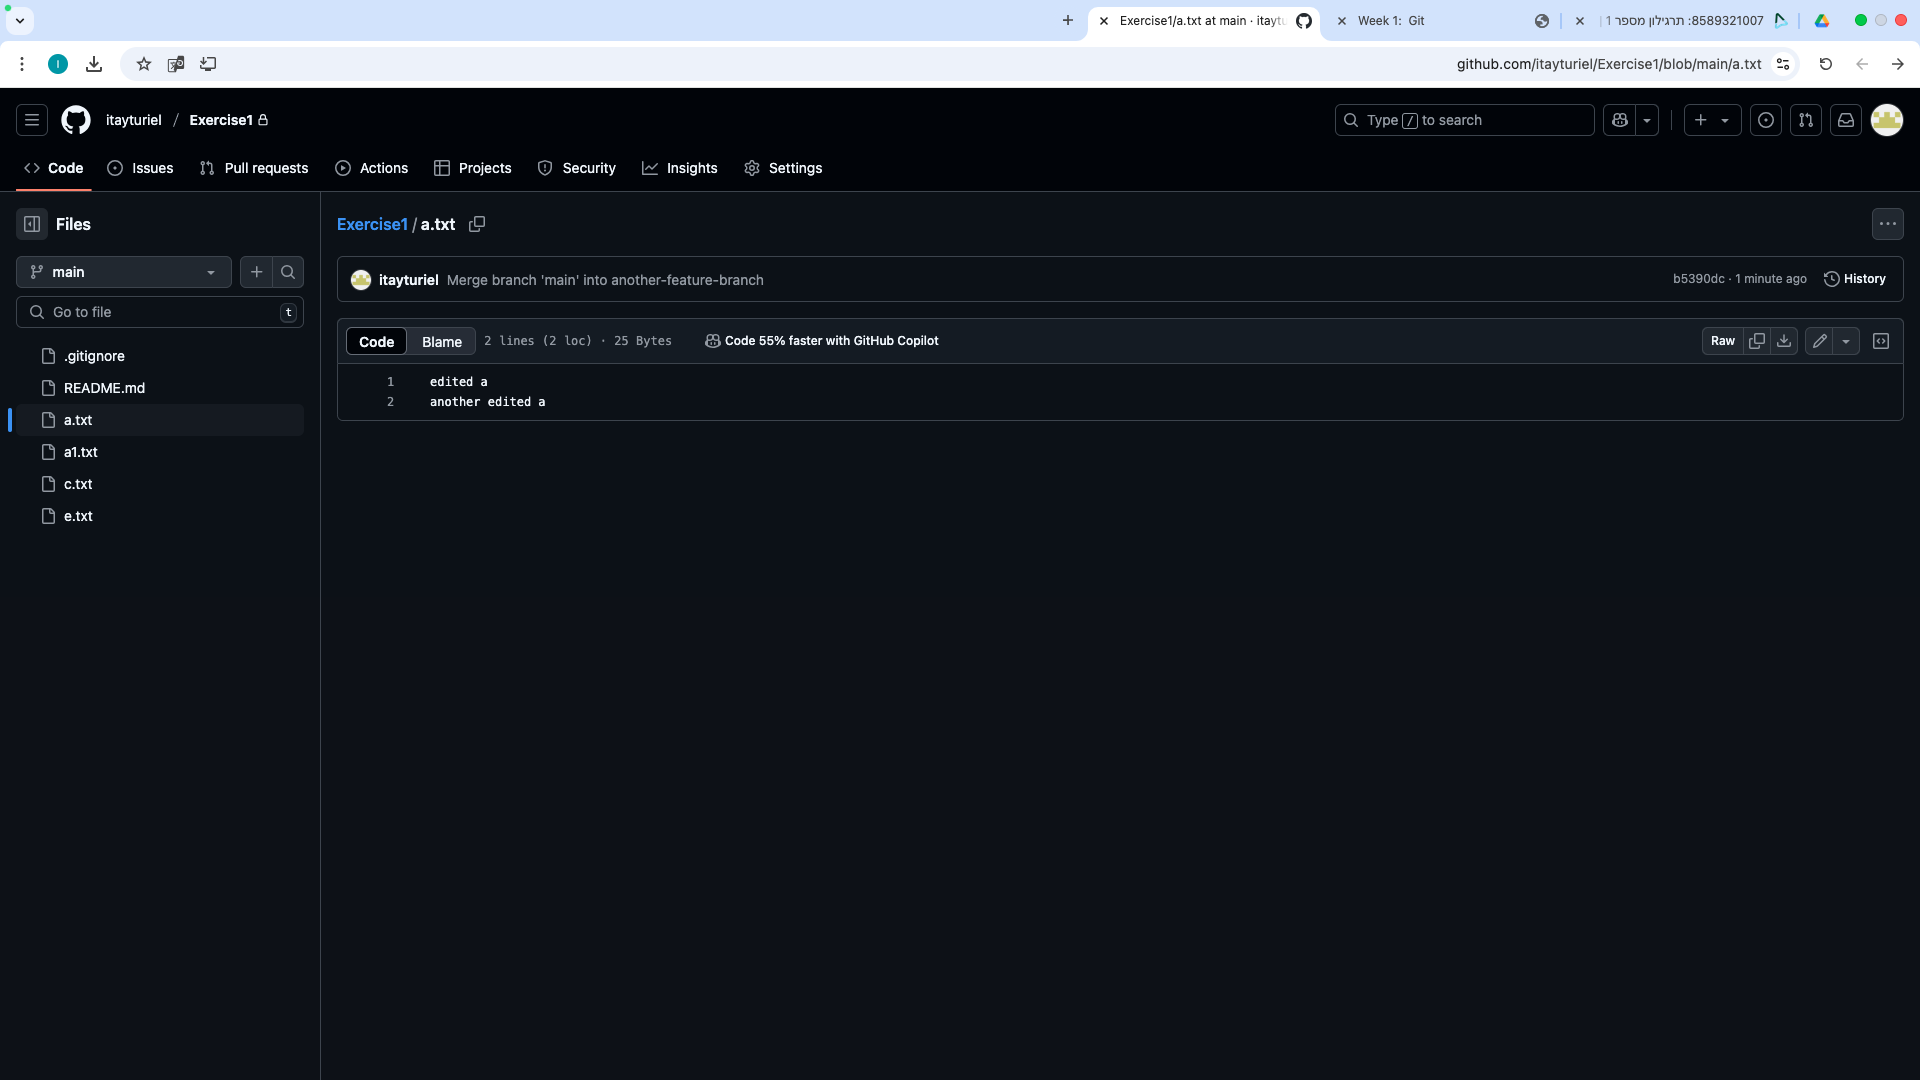 Exercise1/a.txt at main · itaytu
Week 1: Git
8589321007: תרגילון מספר 1
I
github.com/itayturiel/Exercise1/blob/main/a.txt
itayturiel / Exercise1
Type / to search
Code
Issues
Pull requests
Actions
Projects
Security
Insights
Settings
Files
Exercise1 / a.txt
main
itayturiel Merge branch 'main' into another-feature-branch
b5390dc · 1 minute ago
History
Go to file
t
Code
Blame
2 lines (2 loc) · 25 Bytes
Code 55% faster with GitHub Copilot
Raw
.gitignore
README.md
a.txt
a1.txt
c.txt
e.txt
1 edited a
2 another edited a